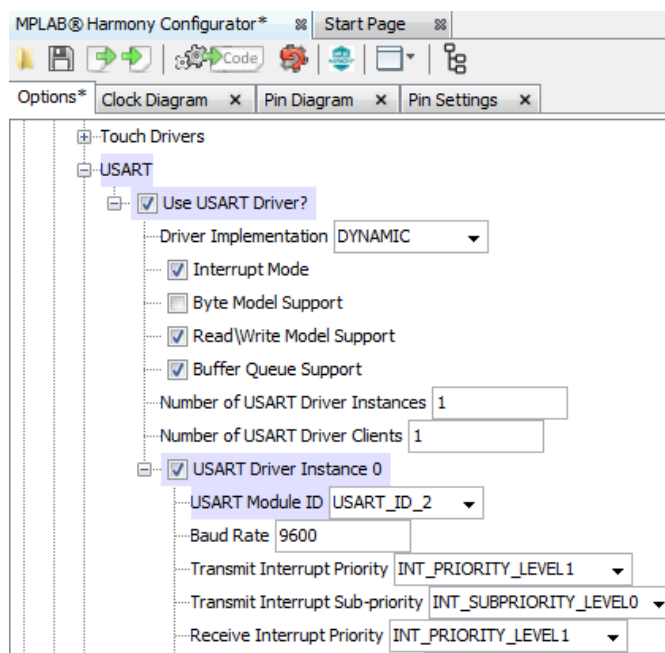 MPLAB® Harmony Configurator* Start Page
Code
Options* Clock Diagram Pin Diagram Pin Settings
Touch Drivers
USART
Use USART Driver?
Driver Implementation DYNAMIC
Interrupt Mode
Byte Model Support
Read\Write Model Support
Buffer Queue Support
Number of USART Driver Instances 1
Number of USART Driver Clients 1
USART Driver Instance 0
USART Module ID USART_ID_2
Baud Rate 9600
Transmit Interrupt Priority INT_PRIORITY_LEVEL1
Transmit Interrupt Sub-priority INT_SUBPRIORITY_LEVEL0
Receive Interrupt Priority INT_PRIORITY_LEVEL1